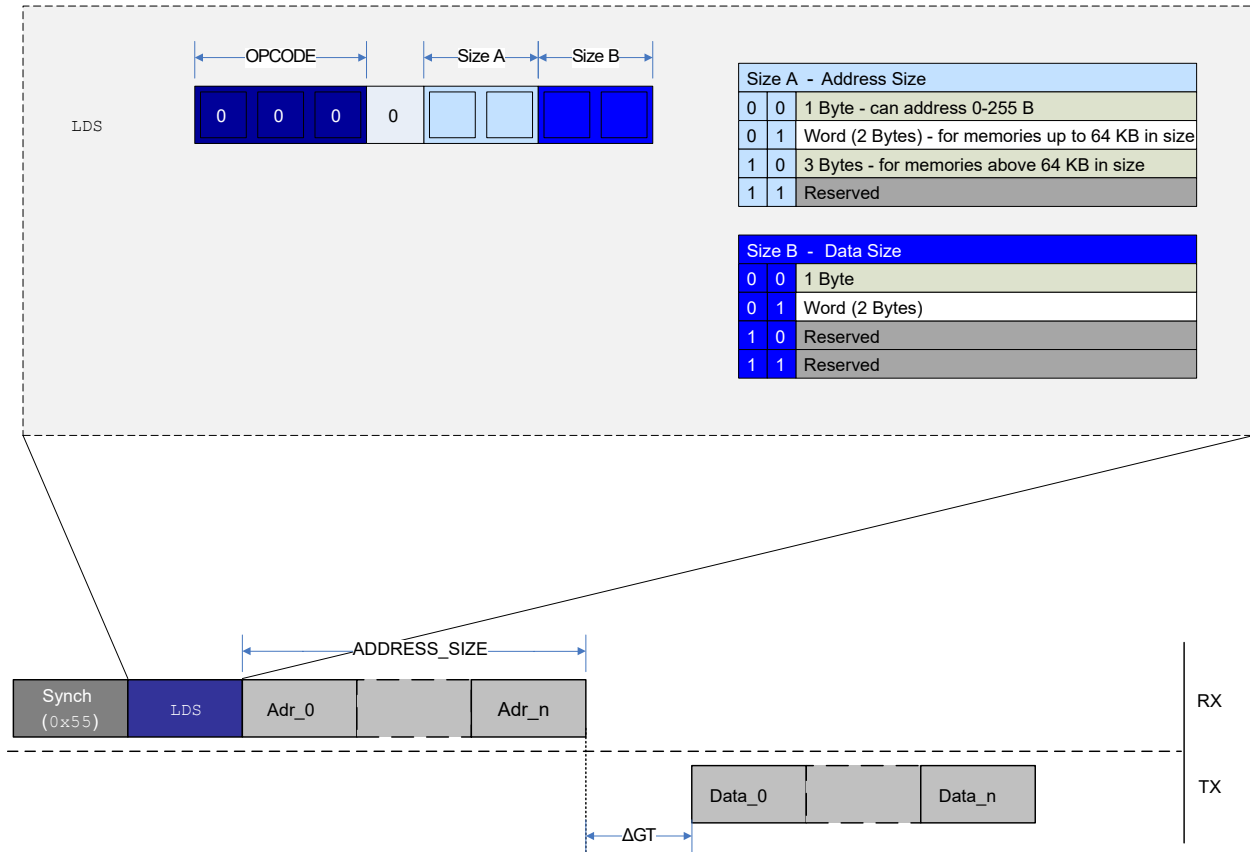 OPCODE Size A Size B
LDS 0 0 0 0
Size A - Address Size
0 0 1 Byte - can address 0-255 B
0 1 Word (2 Bytes) - for memories up to 64 KB in size
1 0 3 Bytes - for memories above 64 KB in size
1 1 Reserved
Size B - Data Size
0 0 1 Byte
0 1 Word (2 Bytes)
1 0 Reserved
1 1 Reserved
ADDRESS_SIZE
Synch
(0x55)
LDS Adr_0 Adr_n RX
Data_0 Data_n TX
ΔGT